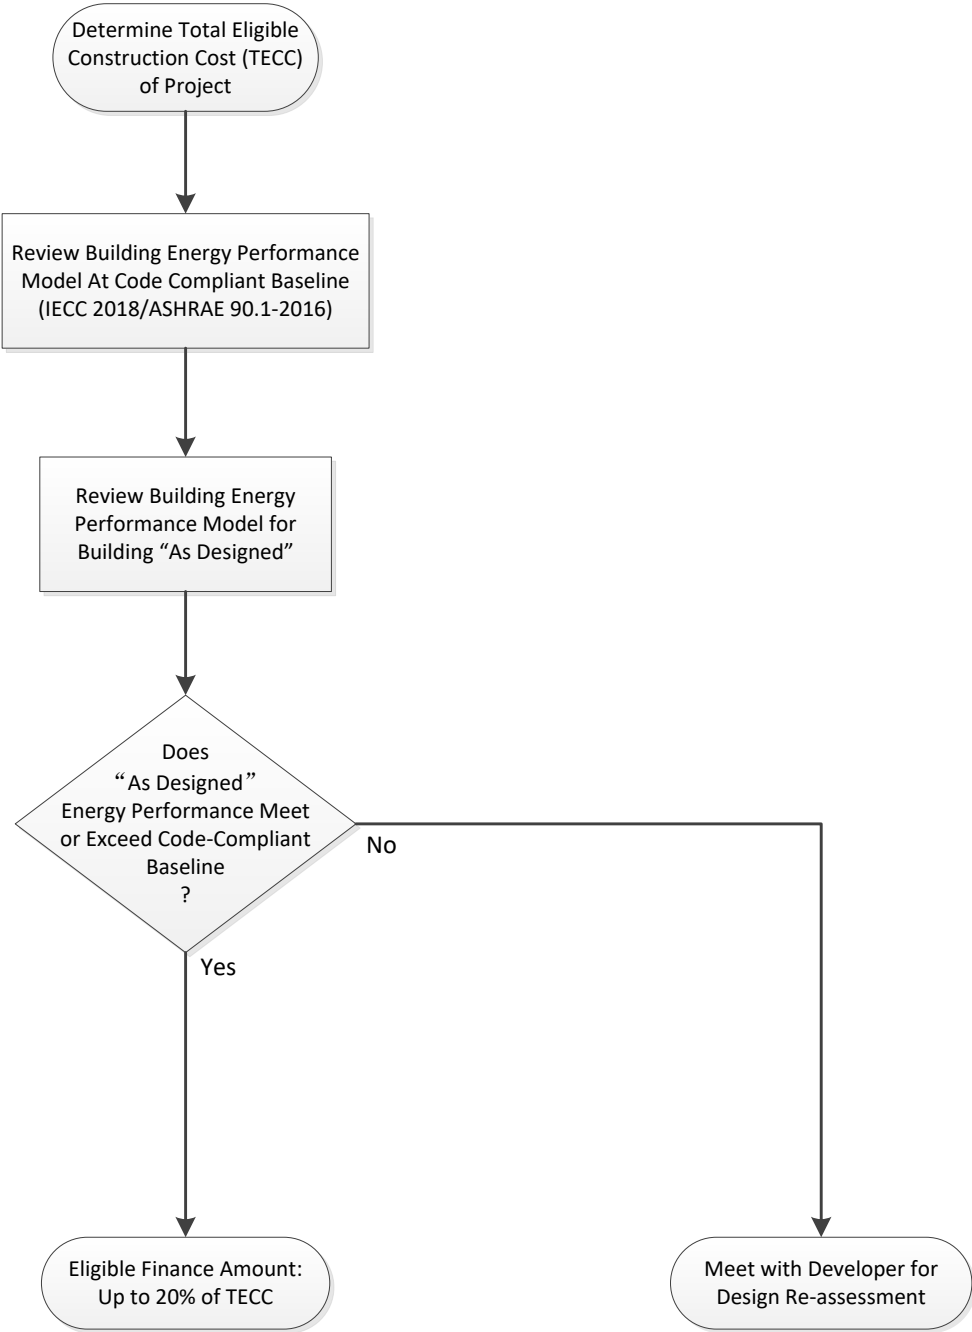 Determine Total Eligible
Construction Cost (TECC)
of Project
Review Building Energy Performance
Model At Code Compliant Baseline
(IECC 2018/ASHRAE 90.1-2016)
Review Building Energy
Performance Model for
Building “As Designed”
Does
“As Designed”
Energy Performance Meet
or Exceed Code-Compliant
Baseline
?
No
Yes
Eligible Finance Amount:
Up to 20% of TECC
Meet with Developer for
Design Re-assessment